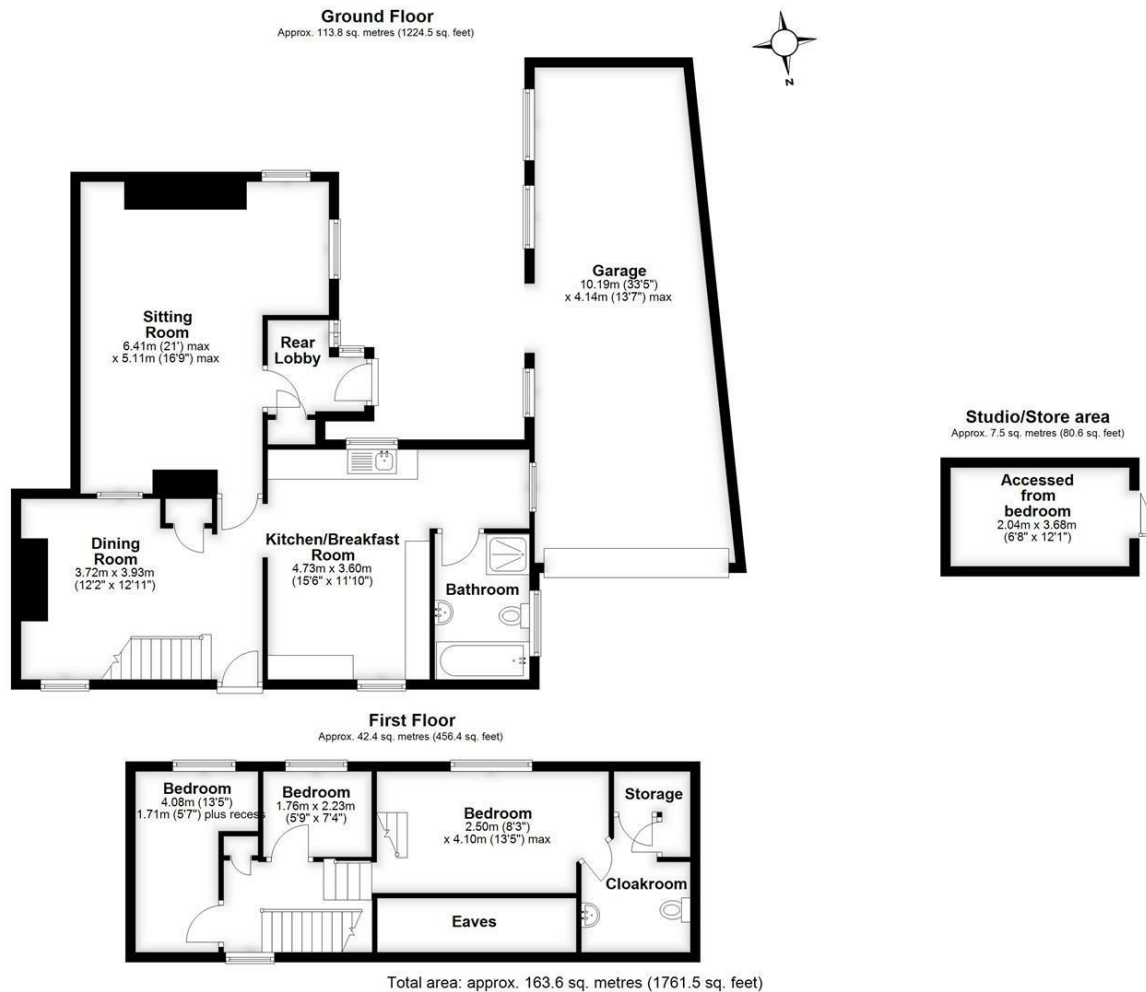 Ground Floor
Approx. 113.8 sq. metres (1224.5 sq. feet)
N
Garage
10.19m (33'5")
x 4.14m (13'7") max
Sitting
Room
6.41m (21') max
x 5.11m (16'9") max
Rear
Lobby
Studio/Store area
Approx. 7.5 sq. metres (80.6 sq. feet)
Accessed
from
bedroom
2.04m x 3.68m
(6'8" x 12'1")
Dining
Room
3.72m x 3.93m
(12'2" x 12'11")
Kitchen/Breakfast
Room
4.73m x 3.60m
(15'6" x 11'10")
Bathroom
First Floor
Approx. 42.4 sq. metres (456.4 sq. feet)
Bedroom
4.08m (13'5")
1.71m (5'7") plus recess
Bedroom
1.76m x 2.23m
(5'9" x 7'4")
Bedroom
2.50m (8'3")
x 4.10m (13'5") max
Storage
Cloakroom
Eaves
Total area: approx. 163.6 sq. metres (1761.5 sq. feet)